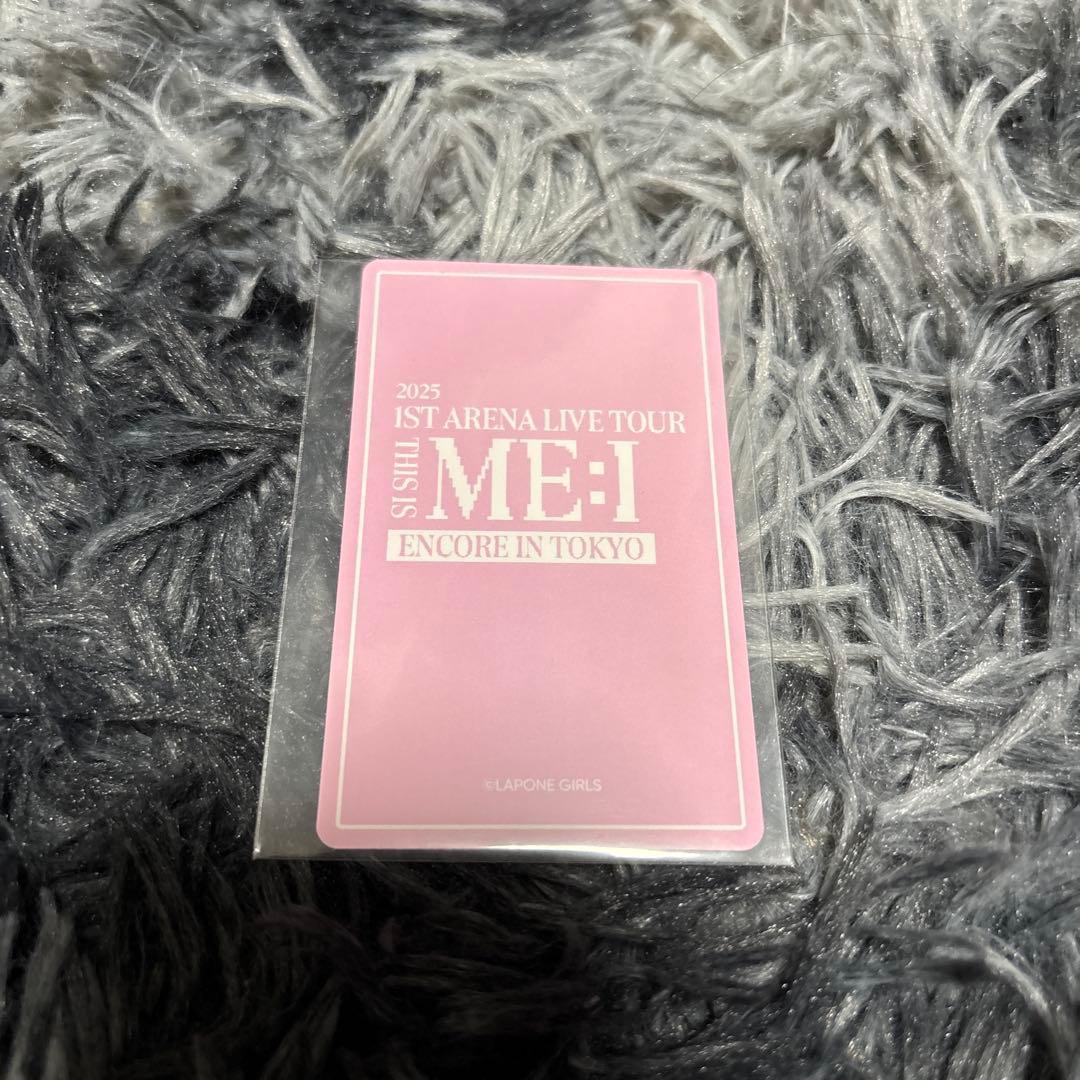 2025
1ST ARENA LIVE TOUR
THIS IS
ME:I
ENCORE IN TOKYO
©LAPONE GIRLS